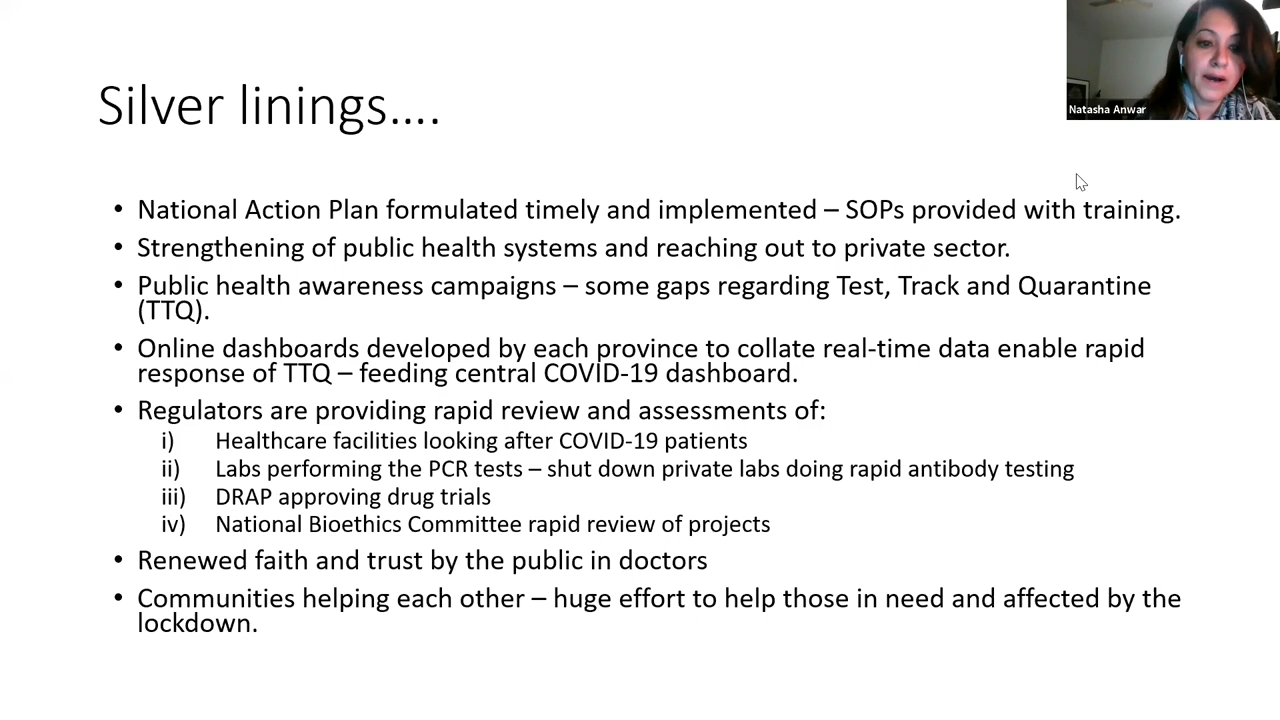 Natasha Anwar
Silver linings....
• National Action Plan formulated timely and implemented – SOPs provided with training.
• Strengthening of public health systems and reaching out to private sector.
• Public health awareness campaigns – some gaps regarding Test, Track and Quarantine
(TTQ).
• Online dashboards developed by each province to collate real-time data enable rapid
response of TTQ – feeding central COVID-19 dashboard.
• Regulators are providing rapid review and assessments of:
i) Healthcare facilities looking after COVID-19 patients
ii) Labs performing the PCR tests – shut down private labs doing rapid antibody testing
iii) DRAP approving drug trials
iv) National Bioethics Committee rapid review of projects
• Renewed faith and trust by the public in doctors
• Communities helping each other – huge effort to help those in need and affected by the
lockdown.